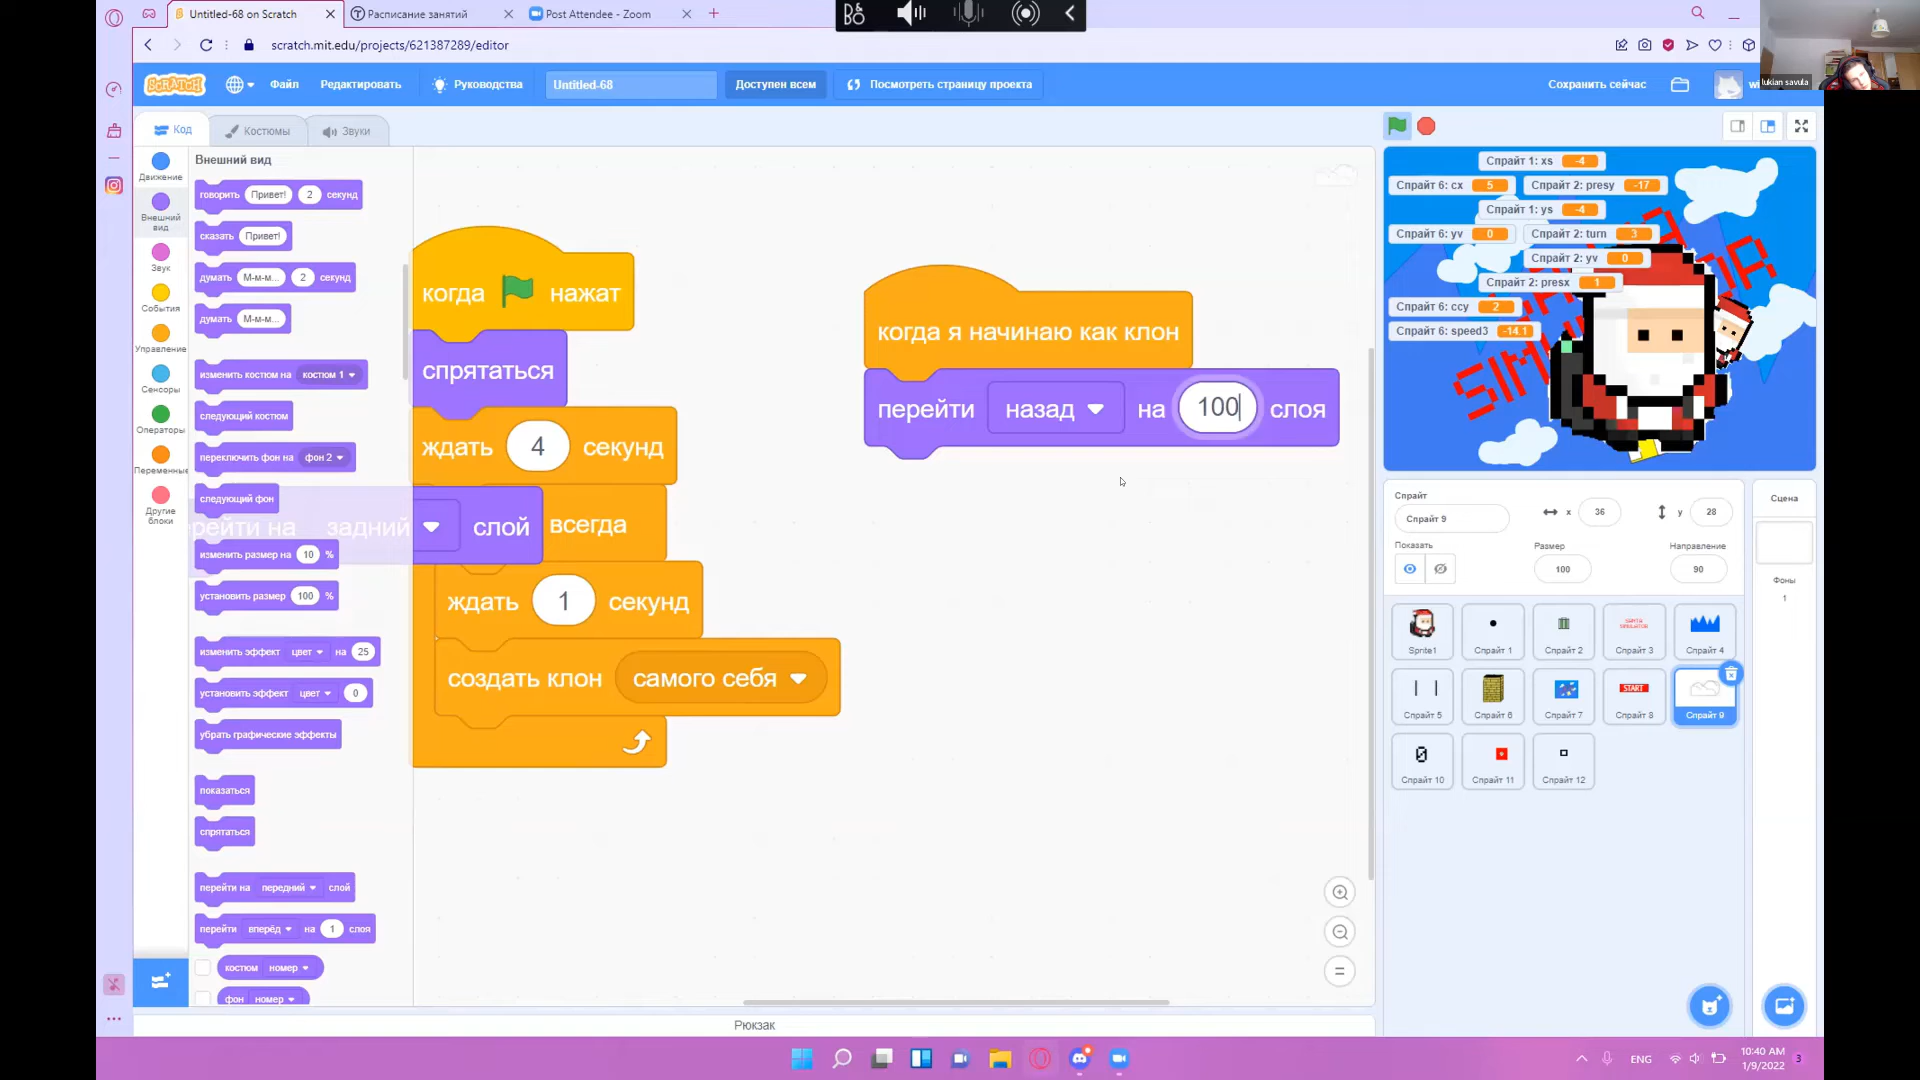 Untitled-68 on Scratch
Расписание занятий
Post Attendee - Zoom
scratch.mit.edu/projects/621387289/editor
lukian savula
SCRATCH
Файл
Редактировать
Руководства
Untitled-68
Доступен всем
Посмотреть страницу проекта
Сохранить сейчас
Код
Костюмы
Звуки
Движение
Внешний вид
Звук
События
Управление
Сенсоры
Операторы
Переменные
Другие блоки
Внешний вид
говорить Привет! 2 секунд
сказать Привет!
думать М-м-м... 2 секунд
думать М-м-м...
изменить костюм на костюм 1
следующий костюм
переключить фон на фон 2
следующий фон
изменить размер на 10 %
установить размер 100 %
изменить эффект цвет на 25
установить эффект цвет 0
убрать графические эффекты
показаться
спрятаться
перейти на передний слой
перейти вперёд на 1 слоя
костюм номер
фон номер
когда нажат
спрятаться
ждать 4 секунд
задний слой
всегда
ждать 1 секунд
создать клон самого себя
когда я начинаю как клон
перейти назад на 100 слоя
Рюкзак
Спрайт 1: xs -4
Спрайт 6: cx 5
Спрайт 2: presy -17
Спрайт 1: ys -4
Спрайт 6: yv 0
Спрайт 2: turn 3
Спрайт 2: yv 0
Спрайт 2: presx 1
Спрайт 6: ccy 2
Спрайт 6: speed3 -14.1
Спрайт
Спрайт 9
x 36
y 28
Показать
Размер
100
Направление
90
Сцена
Фоны
1
Sprite1
Спрайт 1
Спрайт 2
SANTA
SIMULATOR
Спрайт 3
Спрайт 4
Спрайт 5
Спрайт 6
Спрайт 7
START
Спрайт 8
Спрайт 9
0
Спрайт 10
Спрайт 11
Спрайт 12
ENG
10:40 AM
1/9/2022
3